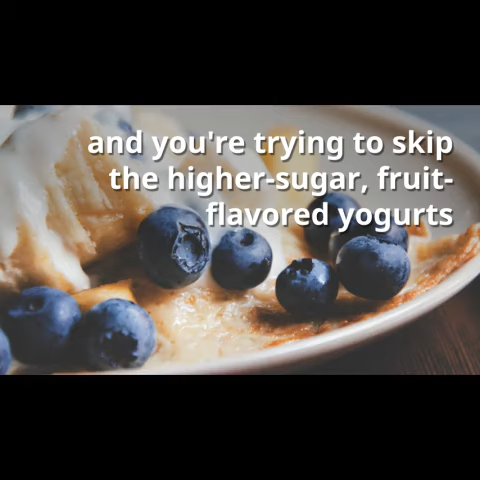 and you're trying to skip
the higher-sugar, fruit-
flavored yogurts